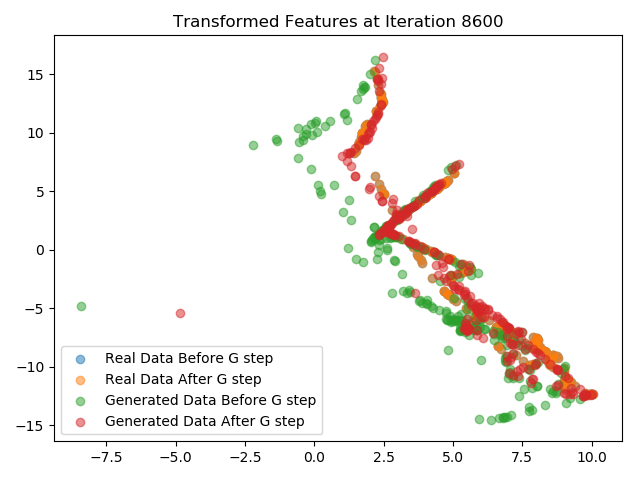 Transformed Features at Iteration 8600
15
10
5
0
−5
−10
−15
Real Data Before G step
Real Data After G step
Generated Data Before G step
Generated Data After G step
−7.5 −5.0 −2.5 0.0 2.5 5.0 7.5 10.0